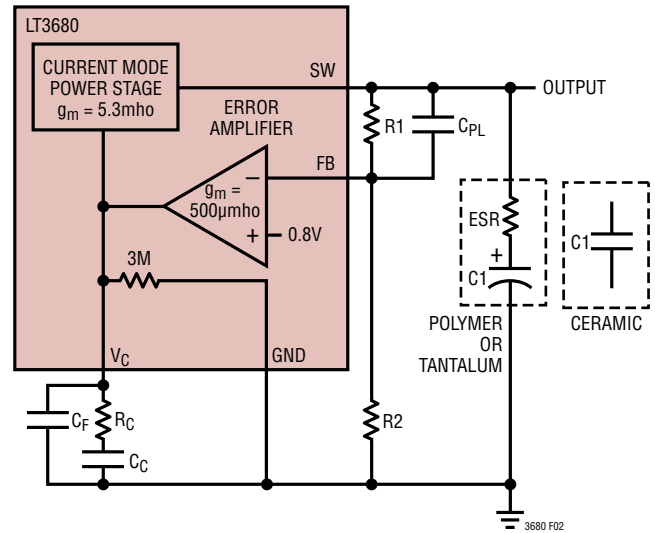 LT3680
CURRENT MODE
POWER STAGE
gm = 5.3mho
SW
OUTPUT
ERROR
AMPLIFIER
R1
CPL
FB
–
gm =
500µmho
+
0.8V
ESR
+
C1
C1
3M
POLYMER
OR
TANTALUM
CERAMIC
VC
GND
CF
RC
R2
CC
3680 F02